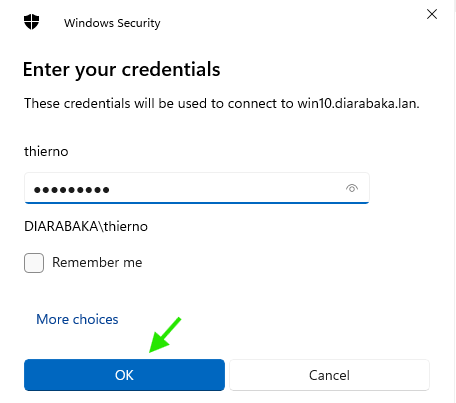 Windows Security
Enter your credentials
These credentials will be used to connect to win10.diarabaka.lan.
thierno
●●●●●●●●●
DIARABAKA\thierno
Remember me
More choices
OK
Cancel